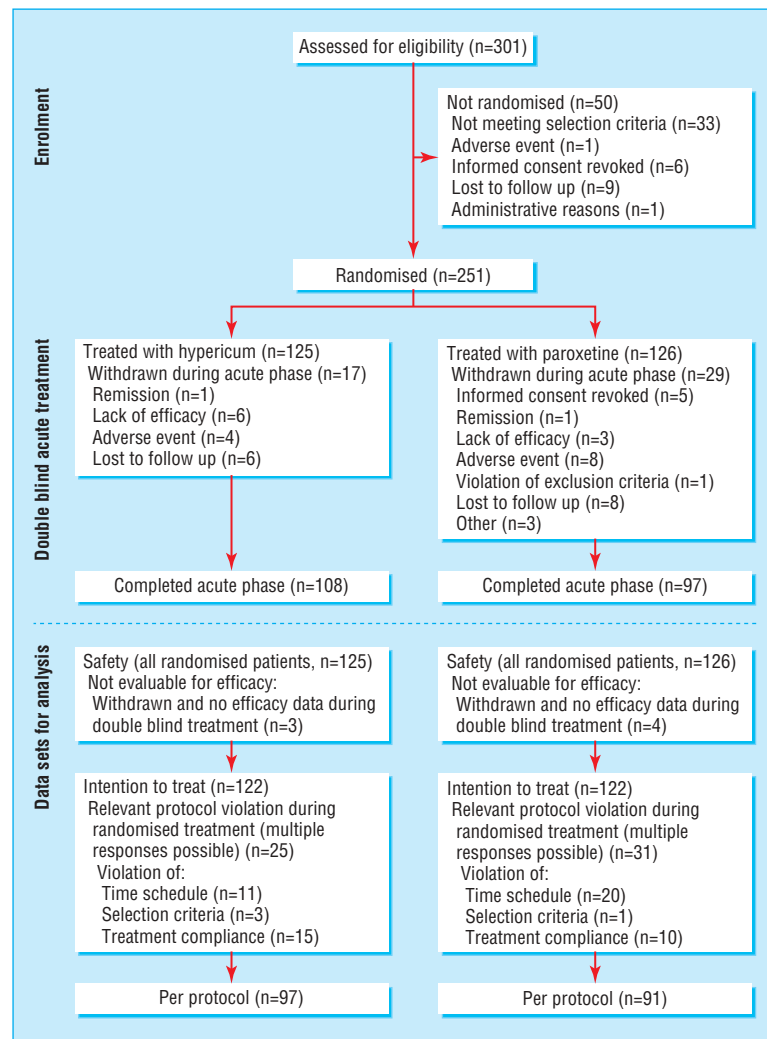 Enrolment
Assessed for eligibility (n=301)
Not randomised (n=50)
Not meeting selection criteria (n=33)
Adverse event (n=1)
Informed consent revoked (n=6)
Lost to follow up (n=9)
Administrative reasons (n=1)
Randomised (n=251)
Double blind acute treatment
Treated with hypericum (n=125)
Withdrawn during acute phase (n=17)
Remission (n=1)
Lack of efficacy (n=6)
Adverse event (n=4)
Lost to follow up (n=6)
Treated with paroxetine (n=126)
Withdrawn during acute phase (n=29)
Informed consent revoked (n=5)
Remission (n=1)
Lack of efficacy (n=3)
Adverse event (n=8)
Violation of exclusion criteria (n=1)
Lost to follow up (n=8)
Other (n=3)
Completed acute phase (n=108)
Completed acute phase (n=97)
Data sets for analysis
Safety (all randomised patients, n=125)
Not evaluable for efficacy:
Withdrawn and no efficacy data during
double blind treatment (n=3)
Safety (all randomised patients, n=126)
Not evaluable for efficacy:
Withdrawn and no efficacy data during
double blind treatment (n=4)
Intention to treat (n=122)
Relevant protocol violation during
randomised treatment (multiple
responses possible) (n=25)
Violation of:
Time schedule (n=11)
Selection criteria (n=3)
Treatment compliance (n=15)
Intention to treat (n=122)
Relevant protocol violation during
randomised treatment (multiple
responses possible) (n=31)
Violation of:
Time schedule (n=20)
Selection criteria (n=1)
Treatment compliance (n=10)
Per protocol (n=97)
Per protocol (n=91)